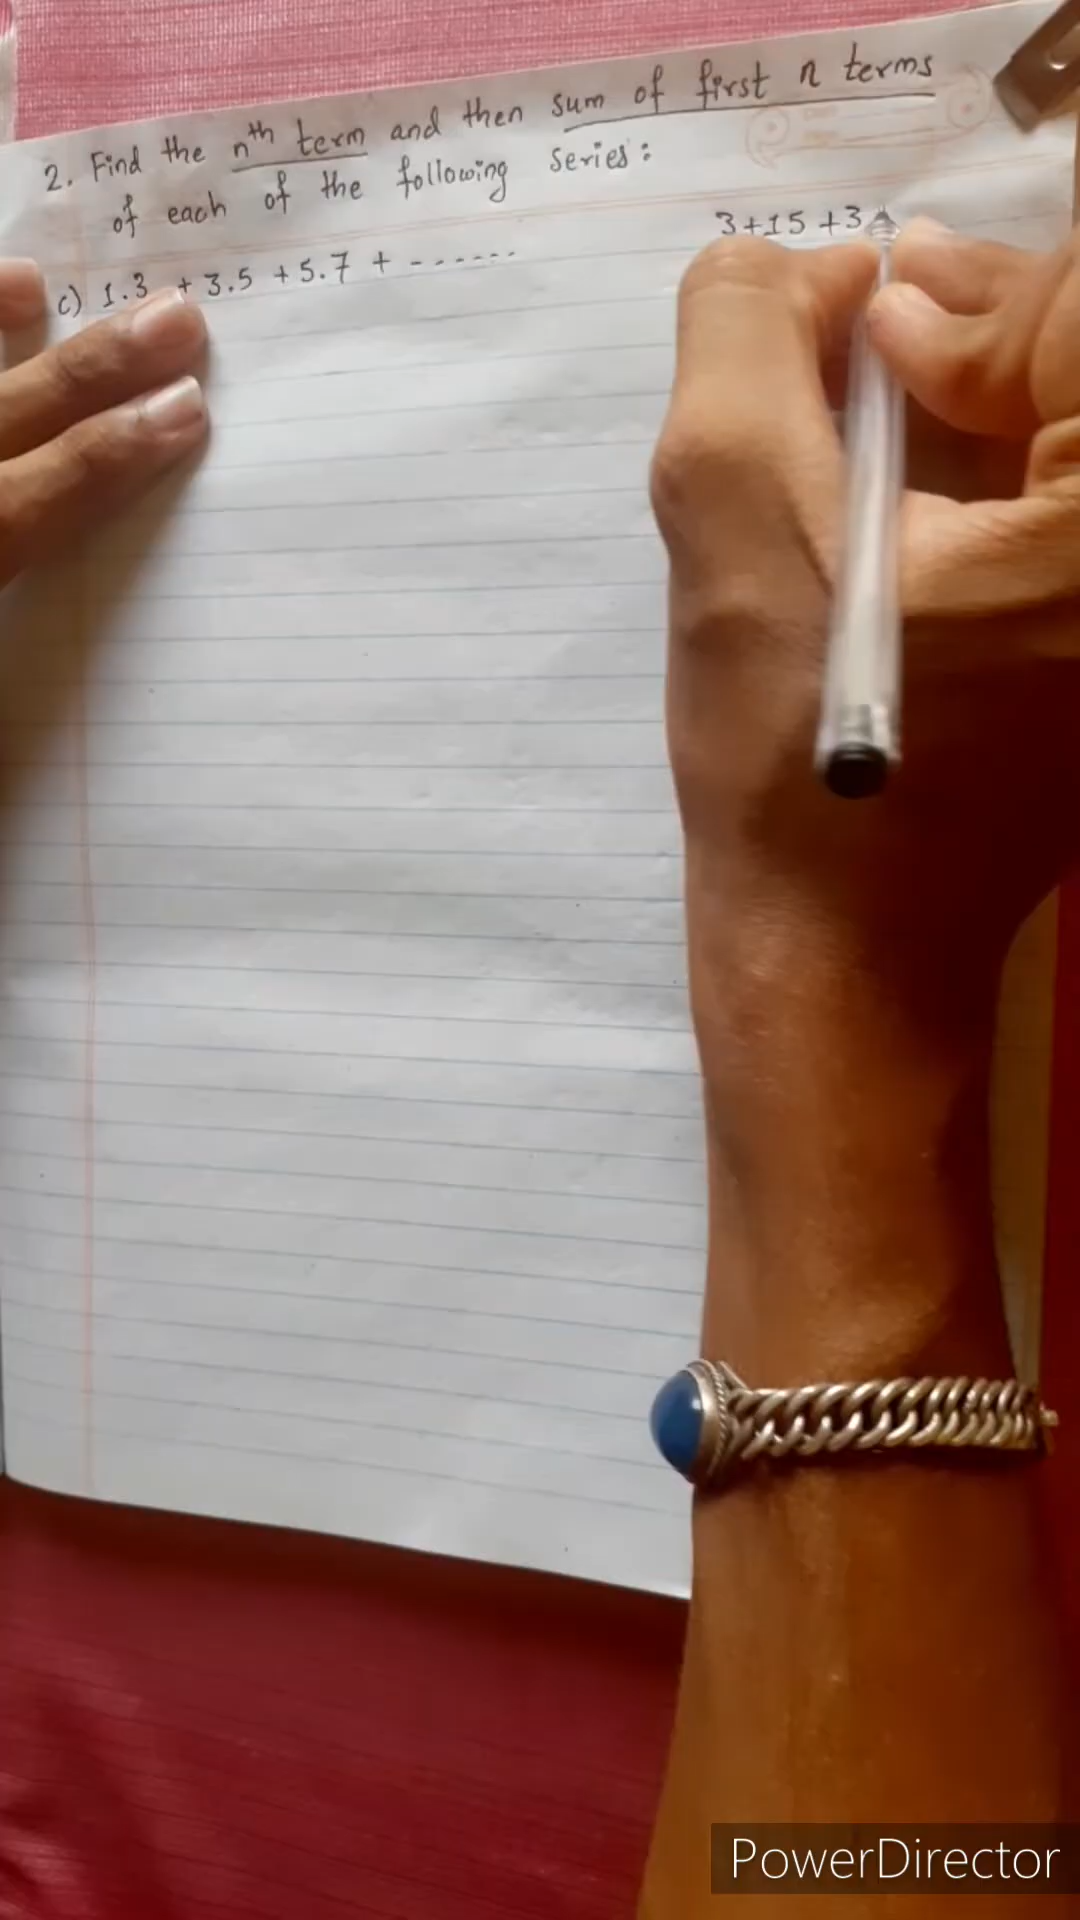 2. Find the nth term and then sum of first n terms
of each of the following series:
c) 1.3 + 3.5 + 5.7 + -------
3+15+3
PowerDirector